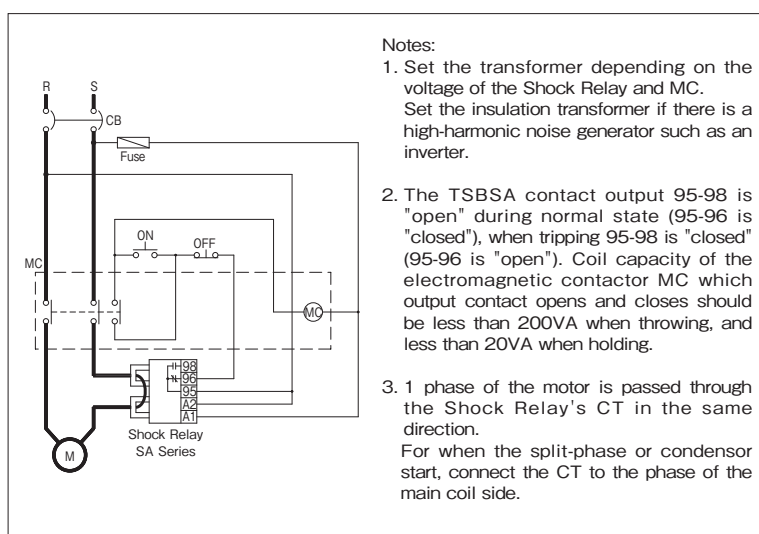 R
S
CB
Fuse
ON
OFF
MC
MC
98
96
95
A2
A1
Shock Relay
SA Series
M
Notes:
1. Set the transformer depending on the
voltage of the Shock Relay and MC.
Set the insulation transformer if there is a
high-harmonic noise generator such as an
inverter.
2. The TSBSA contact output 95-98 is
"open" during normal state (95-96 is
"closed"), when tripping 95-98 is "closed"
(95-96 is "open"). Coil capacity of the
electromagnetic contactor MC which
output contact opens and closes should
be less than 200VA when throwing, and
less than 20VA when holding.
3. 1 phase of the motor is passed through
the Shock Relay's CT in the same
direction.
For when the split-phase or condensor
start, connect the CT to the phase of the
main coil side.